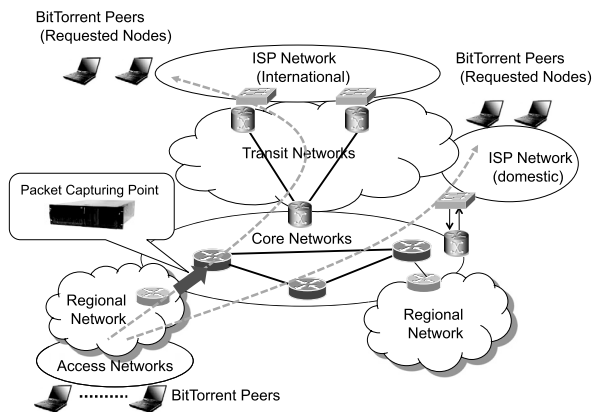 BitTorrent Peers
(Requested Nodes)
ISP Network
(International)
BitTorrent Peers
(Requested Nodes)
Transit Networks
ISP Network
(domestic)
Packet Capturing Point
Core Networks
Regional
Network
Regional
Network
Access Networks
BitTorrent Peers